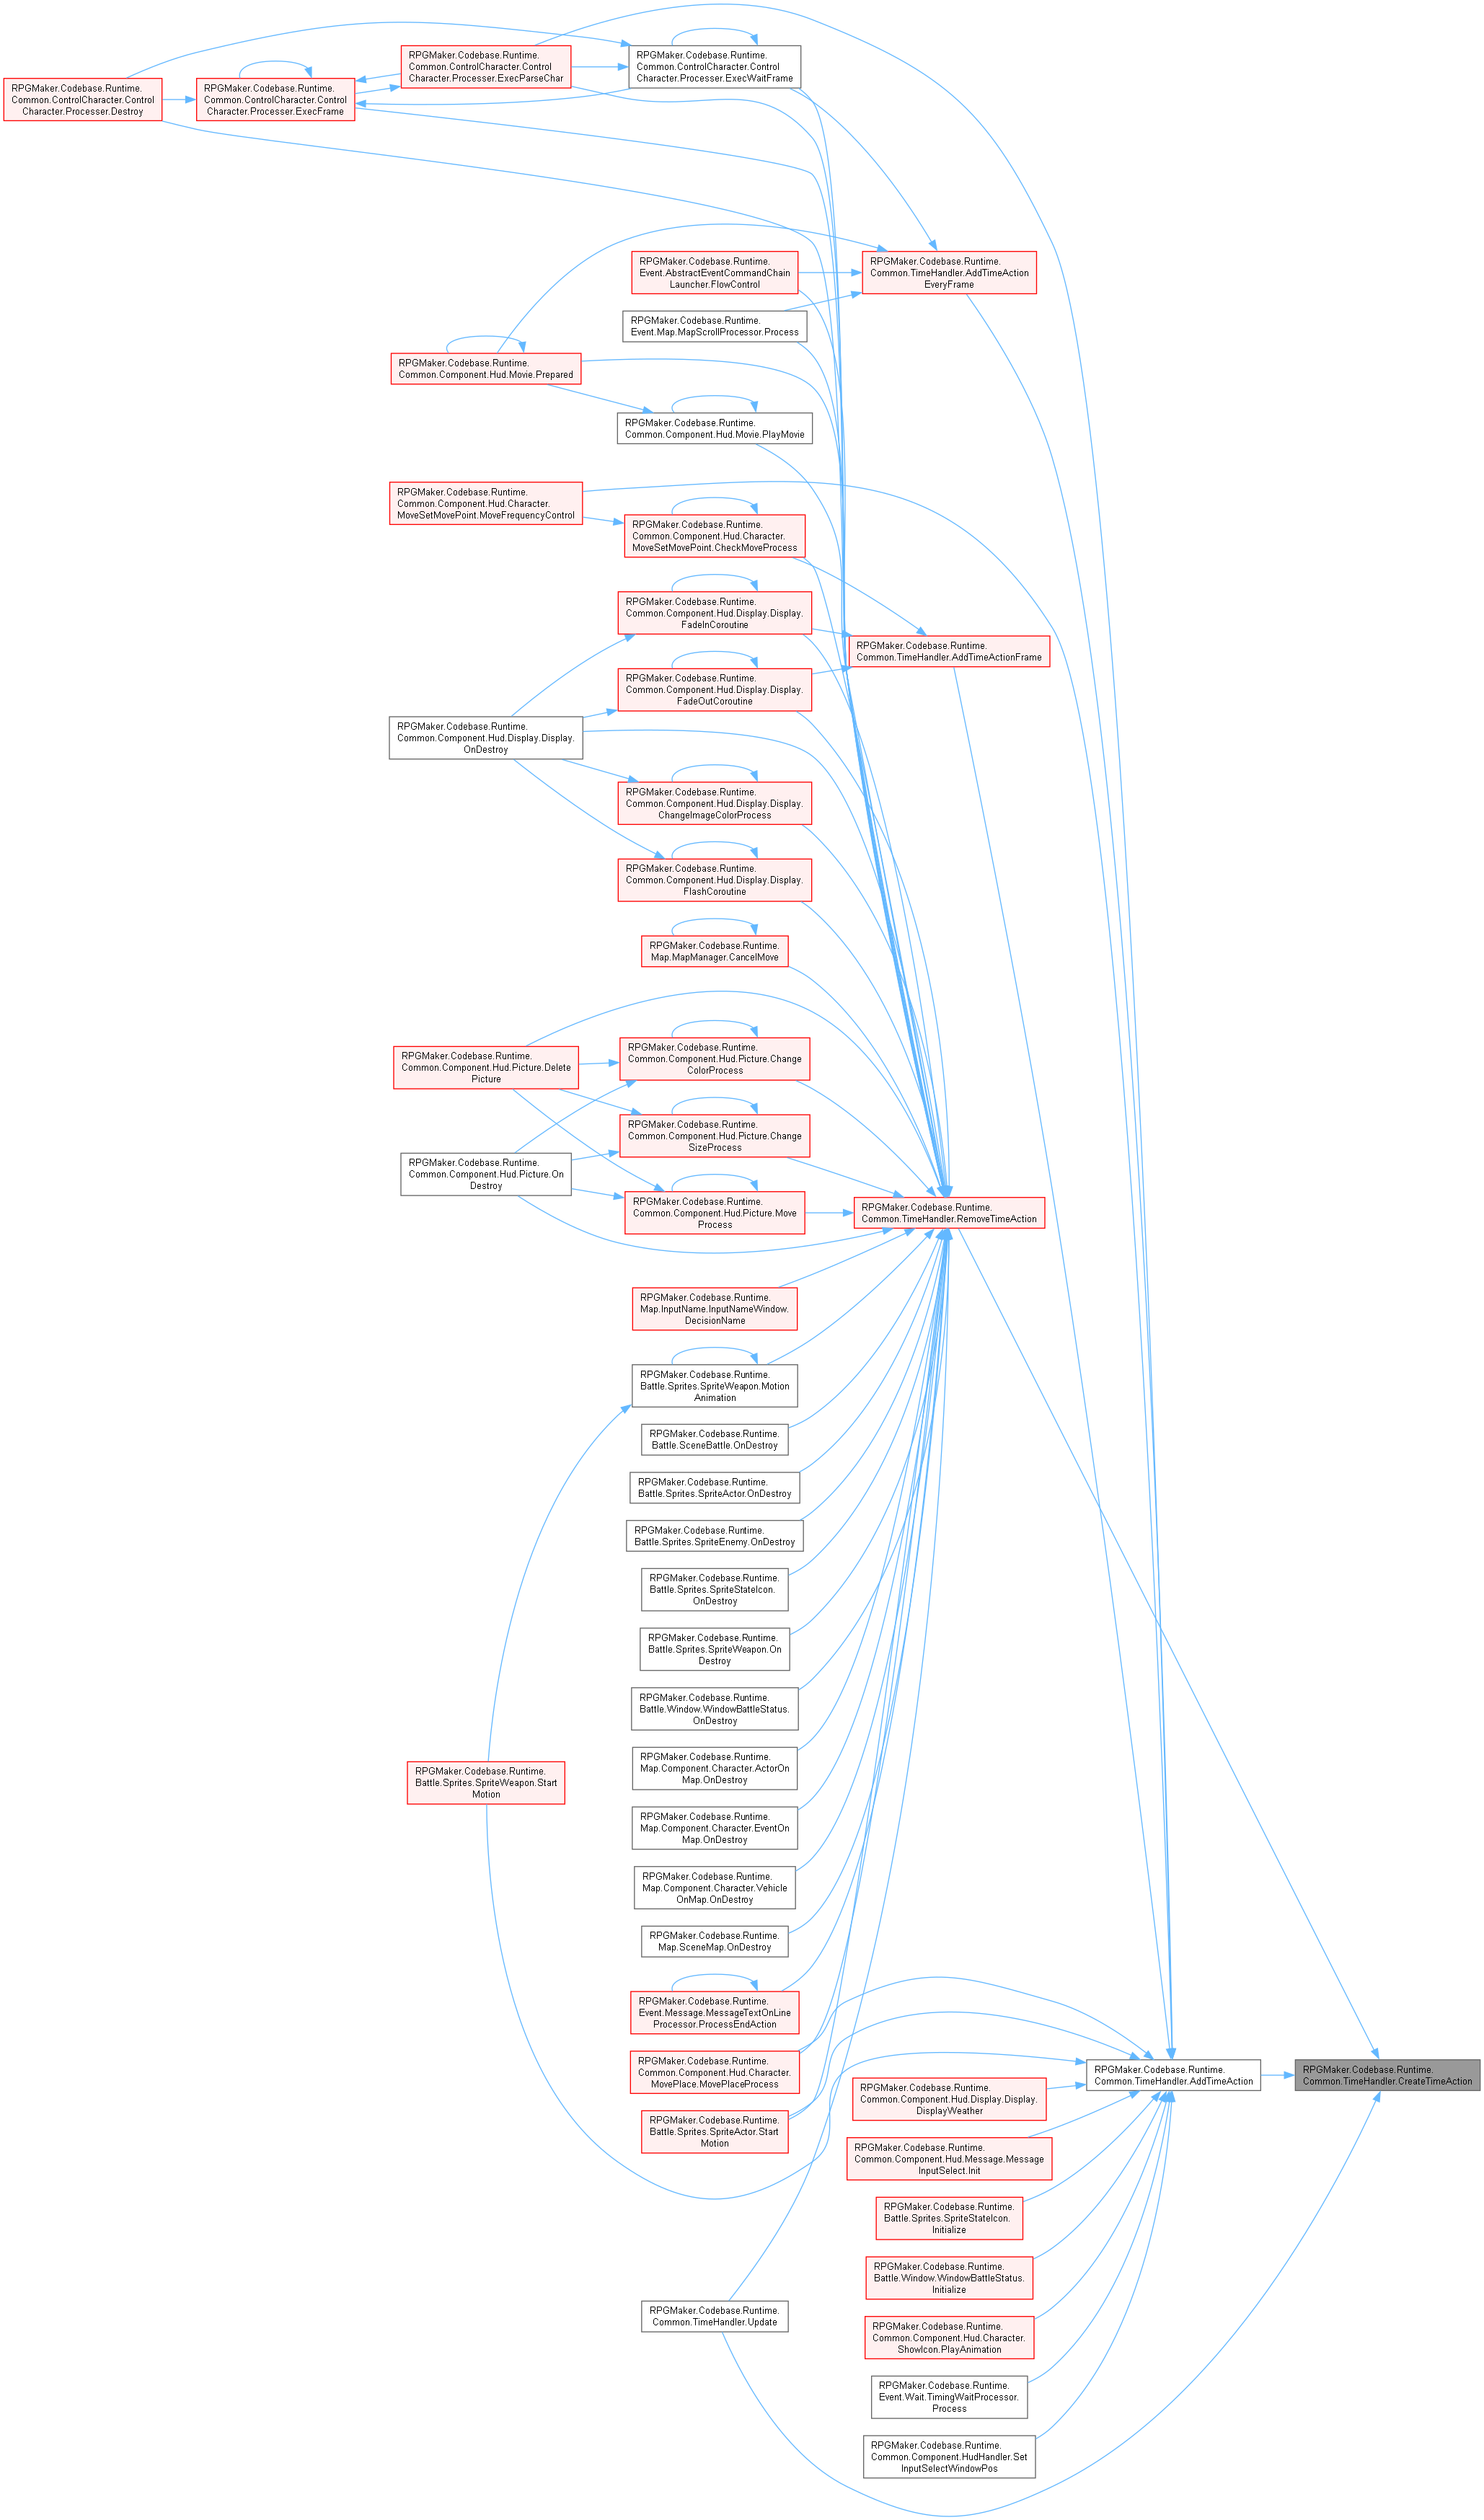 RPGMaker.Codebase.Runtime.
Common.ControlCharacter.Control
Character.Processer.Destroy
RPGMaker.Codebase.Runtime.
Common.ControlCharacter.Control
Character.Processer.ExecFrame
RPGMaker.Codebase.Runtime.
Common.ControlCharacter.Control
Character.Processer.ExecParseChar
RPGMaker.Codebase.Runtime.
Common.ControlCharacter.Control
Character.Processer.ExecWaitFrame
RPGMaker.Codebase.Runtime.
Event.AbstractEventCommandChain
Launcher.FlowControl
RPGMaker.Codebase.Runtime.
Common.TimeHandler.AddTimeAction
EveryFrame
RPGMaker.Codebase.Runtime.
Event.Map.MapScrollProcessor.Process
RPGMaker.Codebase.Runtime.
Common.Component.Hud.Movie.Prepared
RPGMaker.Codebase.Runtime.
Common.Component.Hud.Movie.PlayMovie
RPGMaker.Codebase.Runtime.
Common.Component.Hud.Character.
MoveSetMovePoint.MoveFrequencyControl
RPGMaker.Codebase.Runtime.
Common.Component.Hud.Character.
MoveSetMovePoint.CheckMoveProcess
RPGMaker.Codebase.Runtime.
Common.Component.Hud.Display.Display.
FadeInCoroutine
RPGMaker.Codebase.Runtime.
Common.TimeHandler.AddTimeActionFrame
RPGMaker.Codebase.Runtime.
Common.Component.Hud.Display.Display.
FadeOutCoroutine
RPGMaker.Codebase.Runtime.
Common.Component.Hud.Display.Display.
OnDestroy
RPGMaker.Codebase.Runtime.
Common.Component.Hud.Display.Display.
ChangeImageColorProcess
RPGMaker.Codebase.Runtime.
Common.Component.Hud.Display.Display.
FlashCoroutine
RPGMaker.Codebase.Runtime.
Map.MapManager.CancelMove
RPGMaker.Codebase.Runtime.
Common.Component.Hud.Picture.Delete
Picture
RPGMaker.Codebase.Runtime.
Common.Component.Hud.Picture.Change
ColorProcess
RPGMaker.Codebase.Runtime.
Common.Component.Hud.Picture.Change
SizeProcess
RPGMaker.Codebase.Runtime.
Common.Component.Hud.Picture.On
Destroy
RPGMaker.Codebase.Runtime.
Common.Component.Hud.Picture.Move
Process
RPGMaker.Codebase.Runtime.
Common.TimeHandler.RemoveTimeAction
RPGMaker.Codebase.Runtime.
Map.InputName.InputNameWindow.
DecisionName
RPGMaker.Codebase.Runtime.
Battle.Sprites.SpriteWeapon.Motion
Animation
RPGMaker.Codebase.Runtime.
Battle.SceneBattle.OnDestroy
RPGMaker.Codebase.Runtime.
Battle.Sprites.SpriteActor.OnDestroy
RPGMaker.Codebase.Runtime.
Battle.Sprites.SpriteEnemy.OnDestroy
RPGMaker.Codebase.Runtime.
Battle.Sprites.SpriteStateIcon.
OnDestroy
RPGMaker.Codebase.Runtime.
Battle.Sprites.SpriteWeapon.On
Destroy
RPGMaker.Codebase.Runtime.
Battle.Window.WindowBattleStatus.
OnDestroy
RPGMaker.Codebase.Runtime.
Map.Component.Character.ActorOn
Map.OnDestroy
RPGMaker.Codebase.Runtime.
Battle.Sprites.SpriteWeapon.Start
Motion
RPGMaker.Codebase.Runtime.
Map.Component.Character.EventOn
Map.OnDestroy
RPGMaker.Codebase.Runtime.
Map.Component.Character.Vehicle
OnMap.OnDestroy
RPGMaker.Codebase.Runtime.
Map.SceneMap.OnDestroy
RPGMaker.Codebase.Runtime.
Event.Message.MessageTextOnLine
Processor.ProcessEndAction
RPGMaker.Codebase.Runtime.
Common.Component.Hud.Character.
MovePlace.MovePlaceProcess
RPGMaker.Codebase.Runtime.
Common.TimeHandler.AddTimeAction
RPGMaker.Codebase.Runtime.
Common.TimeHandler.CreateTimeAction
RPGMaker.Codebase.Runtime.
Common.Component.Hud.Display.Display.
DisplayWeather
RPGMaker.Codebase.Runtime.
Battle.Sprites.SpriteActor.Start
Motion
RPGMaker.Codebase.Runtime.
Common.Component.Hud.Message.Message
InputSelect.Init
RPGMaker.Codebase.Runtime.
Battle.Sprites.SpriteStateIcon.
Initialize
RPGMaker.Codebase.Runtime.
Battle.Window.WindowBattleStatus.
Initialize
RPGMaker.Codebase.Runtime.
Common.TimeHandler.Update
RPGMaker.Codebase.Runtime.
Common.Component.Hud.Character.
ShowIcon.PlayAnimation
RPGMaker.Codebase.Runtime.
Event.Wait.TimingWaitProcessor.
Process
RPGMaker.Codebase.Runtime.
Common.Component.HudHandler.Set
InputSelectWindowPos